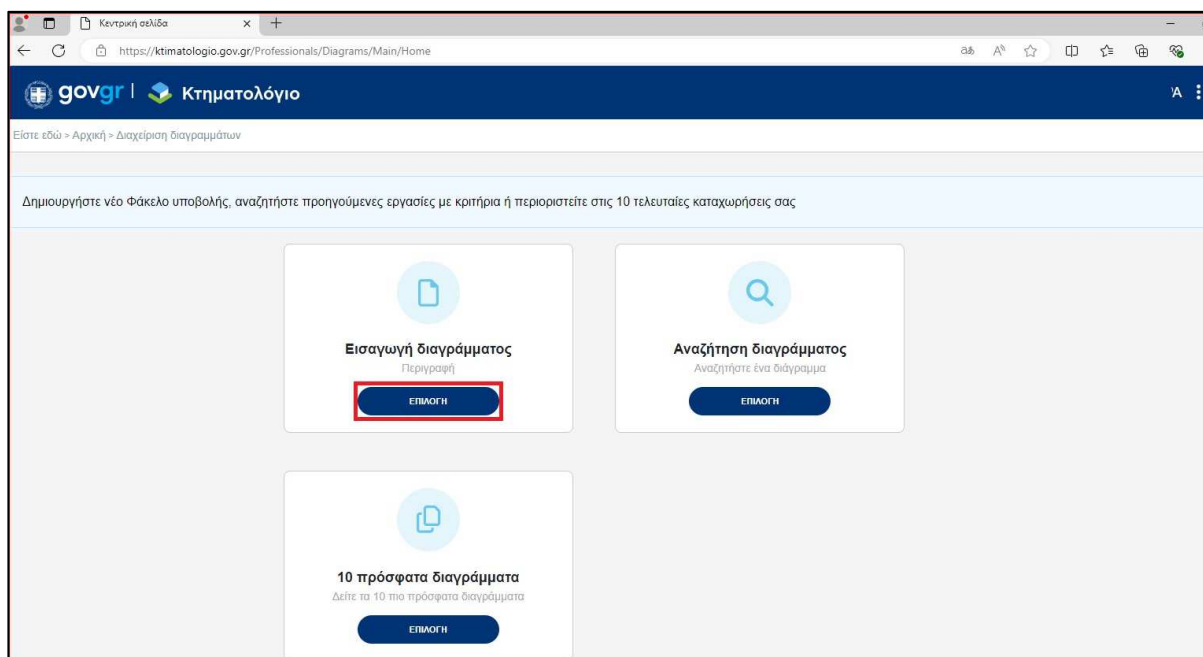 Κεντρική σελίδα
https://ktimatologio.gov.gr/Professionals/Diagrams/Main/Home
govgr Κτηματολόγιο
Ά
Είστε εδώ > Αρχική > Διαχείριση διαγραμμάτων
Δημιουργήστε νέο Φάκελο υποβολής, αναζητήστε προηγούμενες εργασίες με κριτήρια ή περιοριστείτε στις 10 τελευταίες καταχωρήσεις σας
Εισαγωγή διαγράμματος
Περιγραφή
ΕΠΙΛΟΓΗ
Αναζήτηση διαγράμματος
Αναζητήστε ένα διάγραμμα
ΕΠΙΛΟΓΗ
10 πρόσφατα διαγράμματα
Δείτε τα 10 πιο πρόσφατα διαγράμματα
ΕΠΙΛΟΓΗ